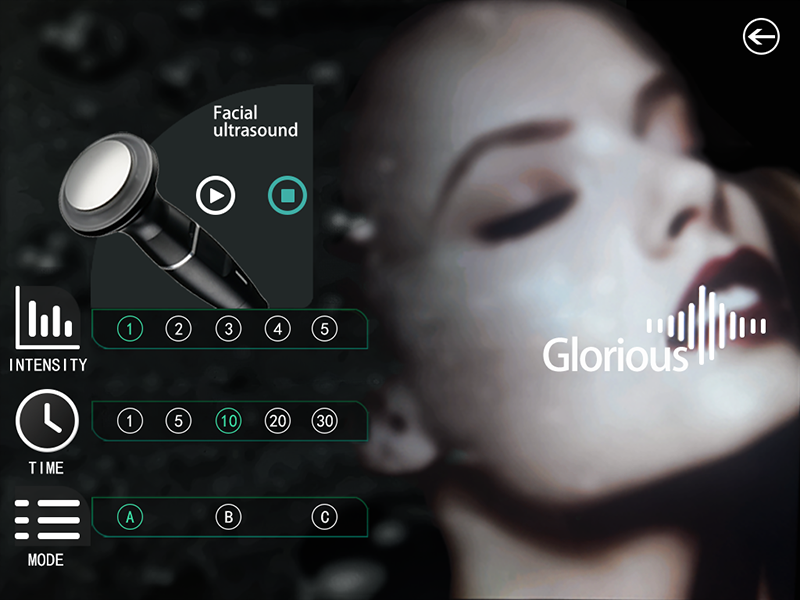 Facial
ultrasound
1 2 3 4 5
INTENSITY
Glorious
1 5 10 20 30
TIME
A B C
MODE